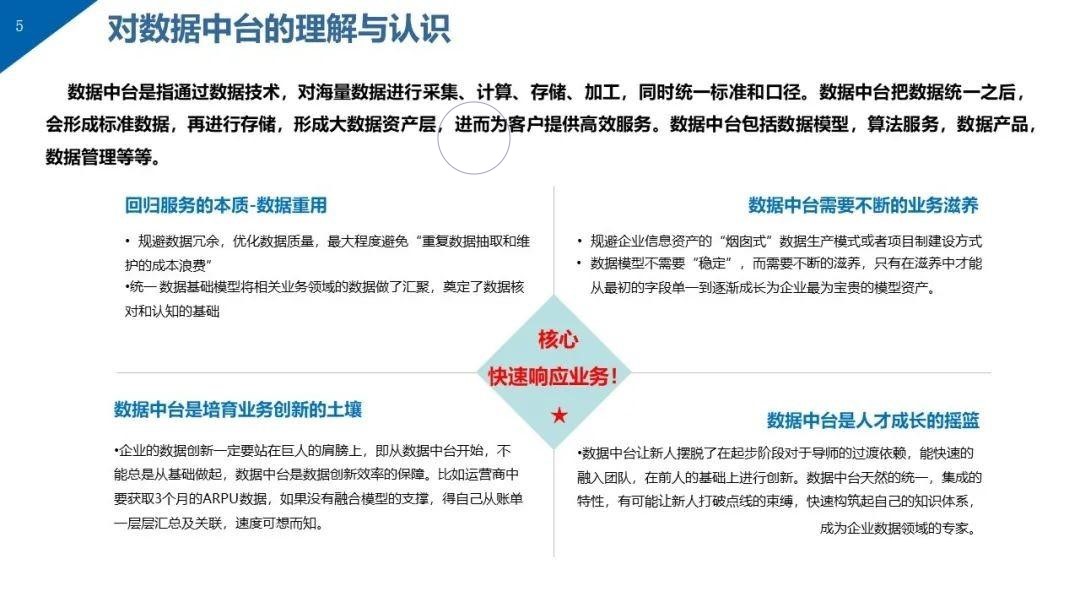 5
对数据中台的理解与认识
数据中台是指通过数据技术，对海量数据进行采集、计算、存储、加工，同时统一标准和口径。数据中台把数据统一之后，
会形成标准数据，再进行存储，形成大数据资产层，进而为客户提供高效服务。数据中台包括数据模型，算法服务，数据产品，
数据管理等等。
回归服务的本质-数据重用
• 规避数据冗余，优化数据质量，最大程度避免“重复数据抽取和维
护的成本浪费”
•统一 数据基础模型将相关业务领域的数据做了汇聚，奠定了数据核
对和认知的基础
数据中台需要不断的业务滋养
• 规避企业信息资产的“烟囱式”数据生产模式或者项目制建设方式
• 数据模型不需要“稳定”，而需要不断的滋养，只有在滋养中才能
从最初的字段单一到逐渐成长为企业最为宝贵的模型资产。
核心
快速响应业务！
★
数据中台是培育业务创新的土壤
•企业的数据创新一定要站在巨人的肩膀上，即从数据中台开始，不
能总是从基础做起，数据中台是数据创新效率的保障。比如运营商中
要获取3个月的ARPU数据，如果没有融合模型的支撑，得自己从账单
一层层汇总及关联，速度可想而知。
数据中台是人才成长的摇篮
•数据中台让新人摆脱了在起步阶段对于导师的过渡依赖，能快速的
融入团队，在前人的基础上进行创新。数据中台天然的统一，集成的
特性，有可能让新人打破点线的束缚，快速构筑起自己的知识体系，
成为企业数据领域的专家。